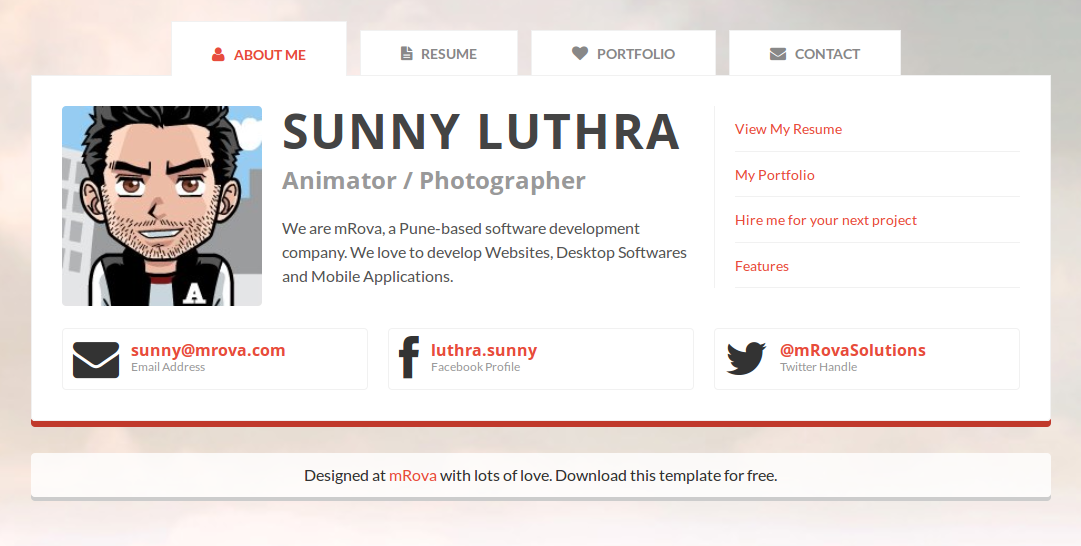 ABOUT ME
RESUME
PORTFOLIO
CONTACT
SUNNY LUTHRA
Animator / Photographer
We are mRova, a Pune-based software development
company. We love to develop Websites, Desktop Softwares
and Mobile Applications.
View My Resume
My Portfolio
Hire me for your next project
Features
A
sunny@mrova.com
Email Address
luthra.sunny
Facebook Profile
@mRovaSolutions
Twitter Handle
Designed at mRova with lots of love. Download this template for free.